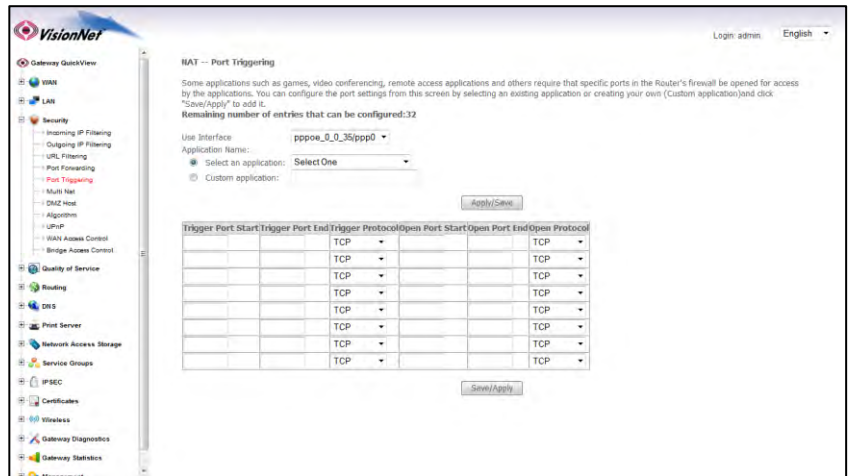 VisionNet
Login: admin
English
Gateway QuickView
WAN
LAN
Security
Incoming IP Filtering
Outgoing IP Filtering
URL Filtering
Port Forwarding
Port Triggering
Multi Nat
DMZ Host
Algorithm
UPnP
WAN Access Control
Bridge Access Control
Quality of Service
Routing
DNS
Print Server
Network Access Storage
Service Groups
IPSEC
Certificates
Wireless
Gateway Diagnostics
Gateway Statistics
Management
NAT -- Port Triggering
Some applications such as games, video conferencing, remote access applications and others require that specific ports in the Router's firewall be opened for access
by the applications. You can configure the port settings from this screen by selecting an existing application or creating your own (Custom application)and click
"Save/Apply" to add it.
Remaining number of entries that can be configured:32
Use Interface pppoe_0_0_35/ppp0
Application Name:
Select an application: Select One
Custom application:
Apply/Save
Trigger Port Start Trigger Port End Trigger Protocol Open Port Start Open Port End Open Protocol
TCP TCP
TCP TCP
TCP TCP
TCP TCP
TCP TCP
TCP TCP
TCP TCP
TCP TCP
Save/Apply